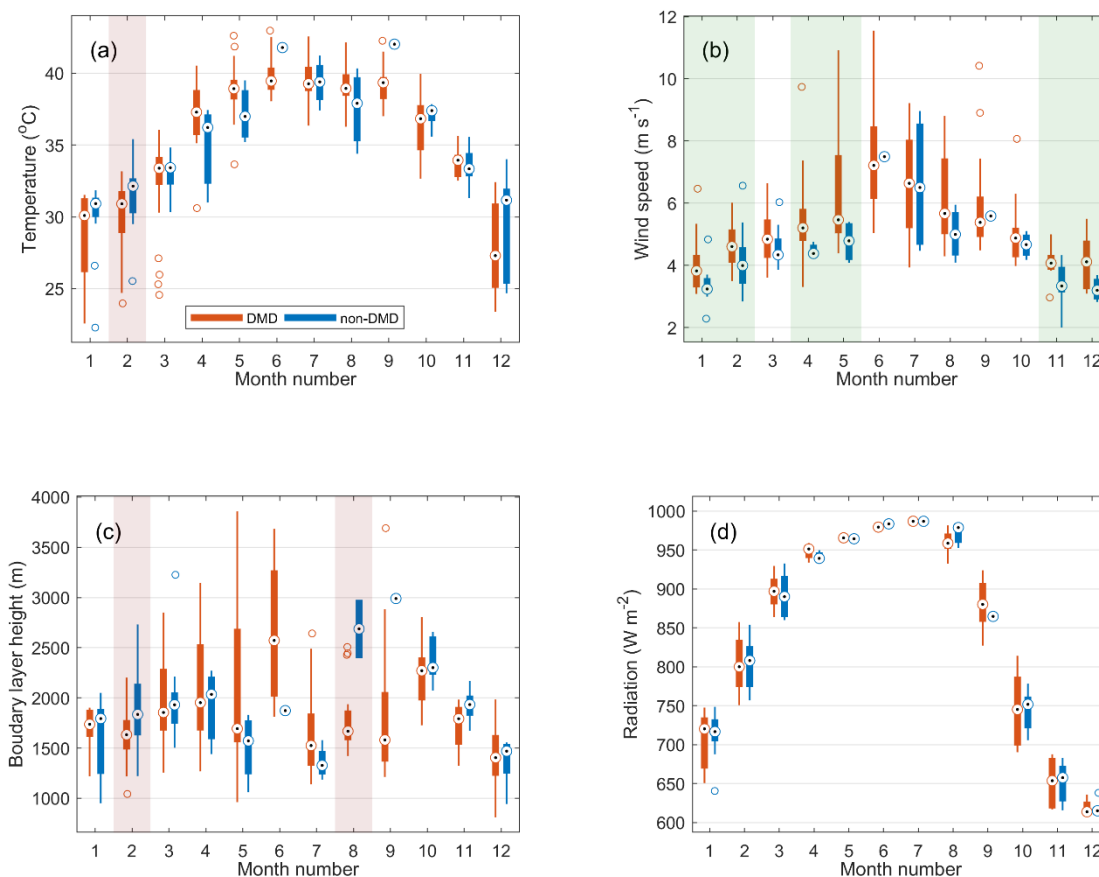 (a)
Temperature (°C)
40
35
30
25
DMD non-DMD
1 2 3 4 5 6 7 8 9 10 11 12
Month number
(b)
Wind speed (m s-1)
12
10
8
6
4
2
1 2 3 4 5 6 7 8 9 10 11 12
Month number
(c)
Boudary layer height (m)
4000
3500
3000
2500
2000
1500
1000
1 2 3 4 5 6 7 8 9 10 11 12
Month number
(d)
Radiation (W m-2)
1000
950
900
850
800
750
700
650
600
1 2 3 4 5 6 7 8 9 10 11 12
Month number